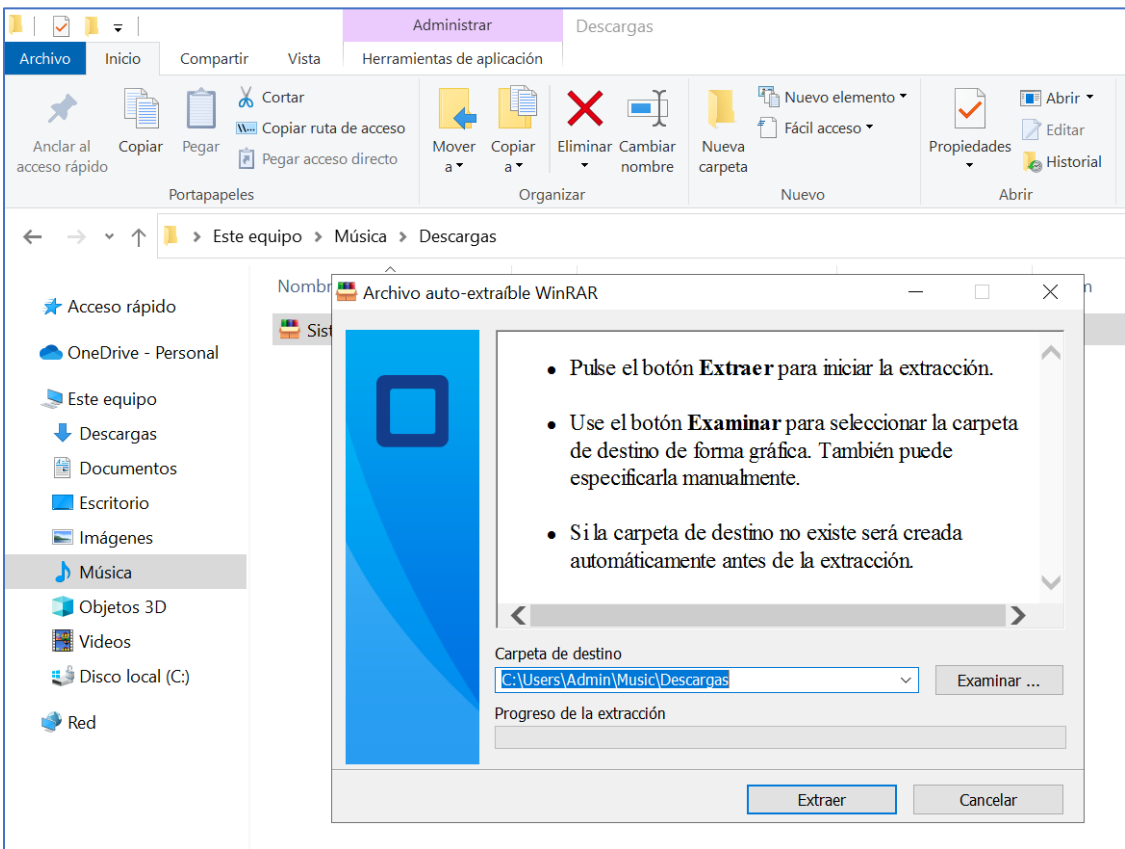 Administrar
Descargas
Archivo
Inicio
Compartir
Vista
Herramientas de aplicación
Anclar al
acceso rápido
Copiar
Pegar
Cortar
Copiar ruta de acceso
Pegar acceso directo
Portapapeles
Mover
a
Copiar
a
Eliminar
Cambiar
nombre
Organizar
Nueva
carpeta
Nuevo elemento
Fácil acceso
Nuevo
Propiedades
Abrir
Editar
Historial
Abrir
Este equipo > Música > Descargas
Acceso rápido
OneDrive - Personal
Este equipo
Descargas
Documentos
Escritorio
Imágenes
Música
Objetos 3D
Videos
Disco local (C:)
Red
Nombr
Sist
Archivo auto-extraíble WinRAR
• Pulse el botón Extraer para iniciar la extracción.
• Use el botón Examinar para seleccionar la carpeta
de destino de forma gráfica. También puede
especificarla manualmente.
• Si la carpeta de destino no existe será creada
automáticamente antes de la extracción.
Carpeta de destino
C:\Users\Admin\Music\Descargas
Examinar ...
Progreso de la extracción
Extraer
Cancelar